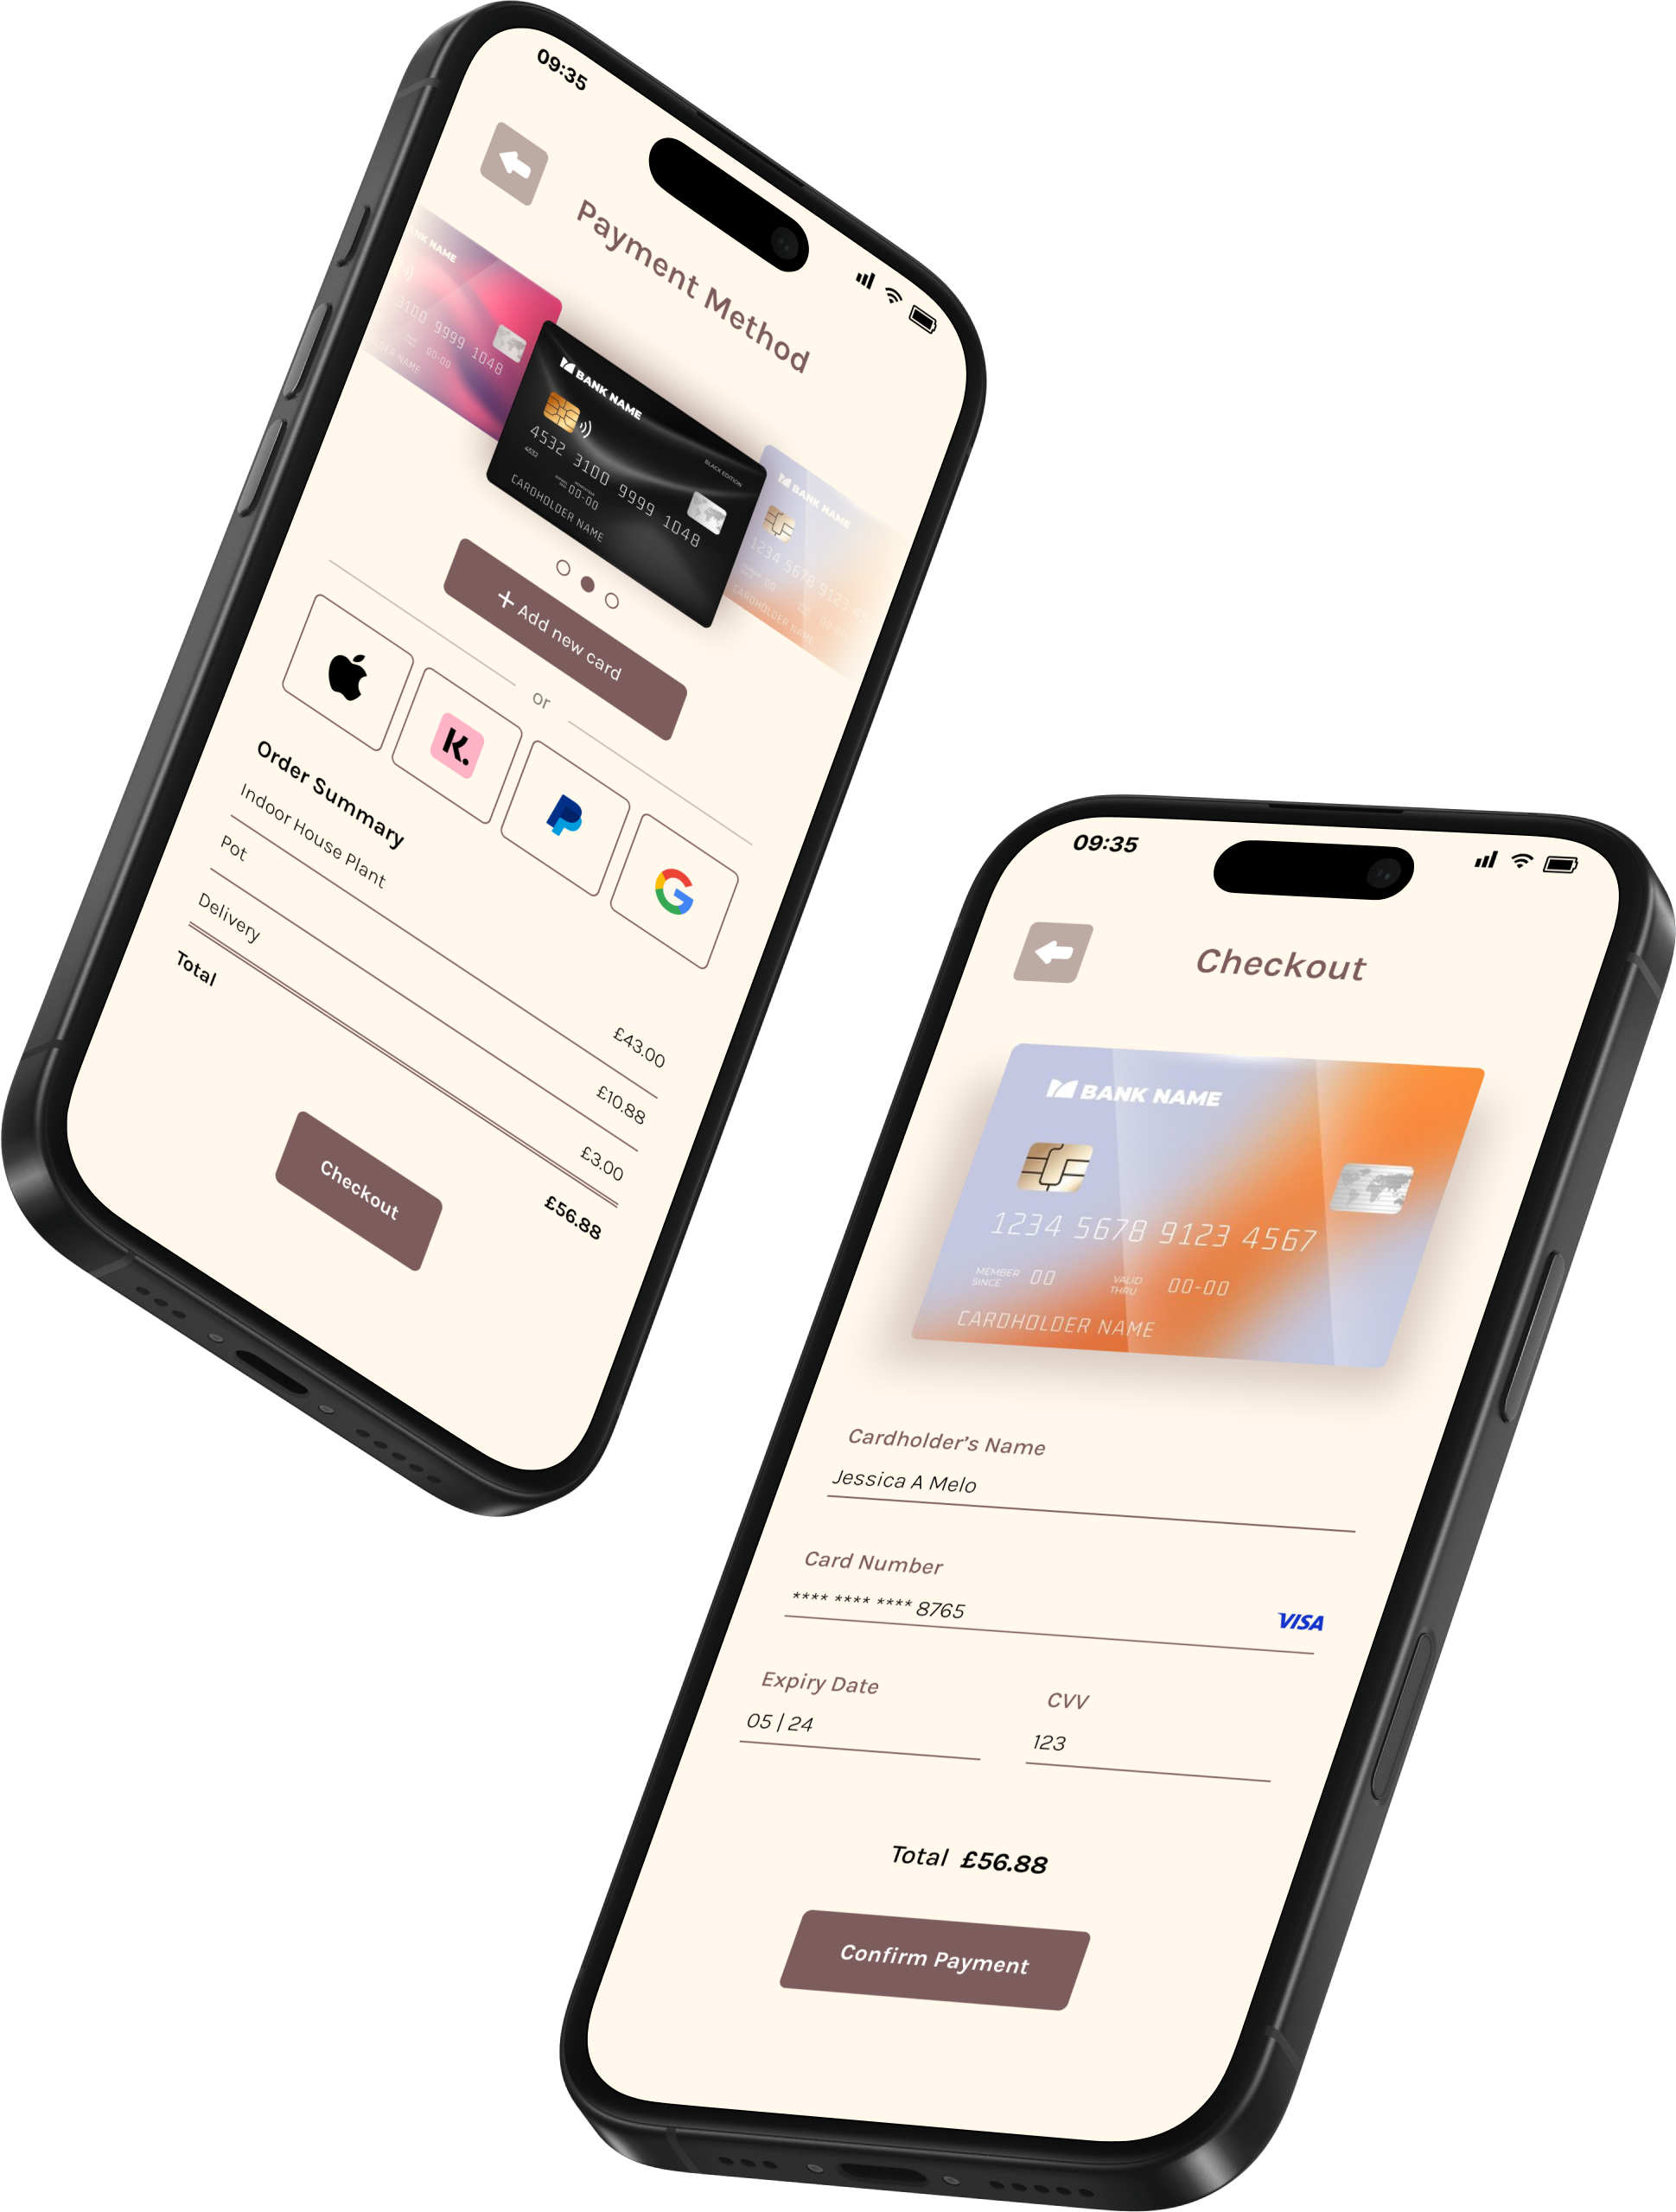 09:35
Payment Method
BANK NAME
3100 9999 1048
00-00
NAME
BANK NAME
BLACK EDITION
4532 3100 9999 1048
4532
00-00
CARDHOLDER NAME
BANK NAME
1234 5678 9123
00
00-00
CARDHOLDER NAME
+ Add new card
or
K.
Order Summary
Indoor House Plant
£43.00
Pot
£10.88
Delivery
£3.00
Total
£56.88
Checkout
09:35
Checkout
BANK NAME
1234 5678 9123 4567
MEMBER SINCE 00 VALID THRU 00-00
CARDHOLDER NAME
Cardholder’s Name
Jessica A Melo
Card Number
**** **** **** 8765
VISA
Expiry Date
CVV
05 | 24
123
Total £56.88
Confirm Payment